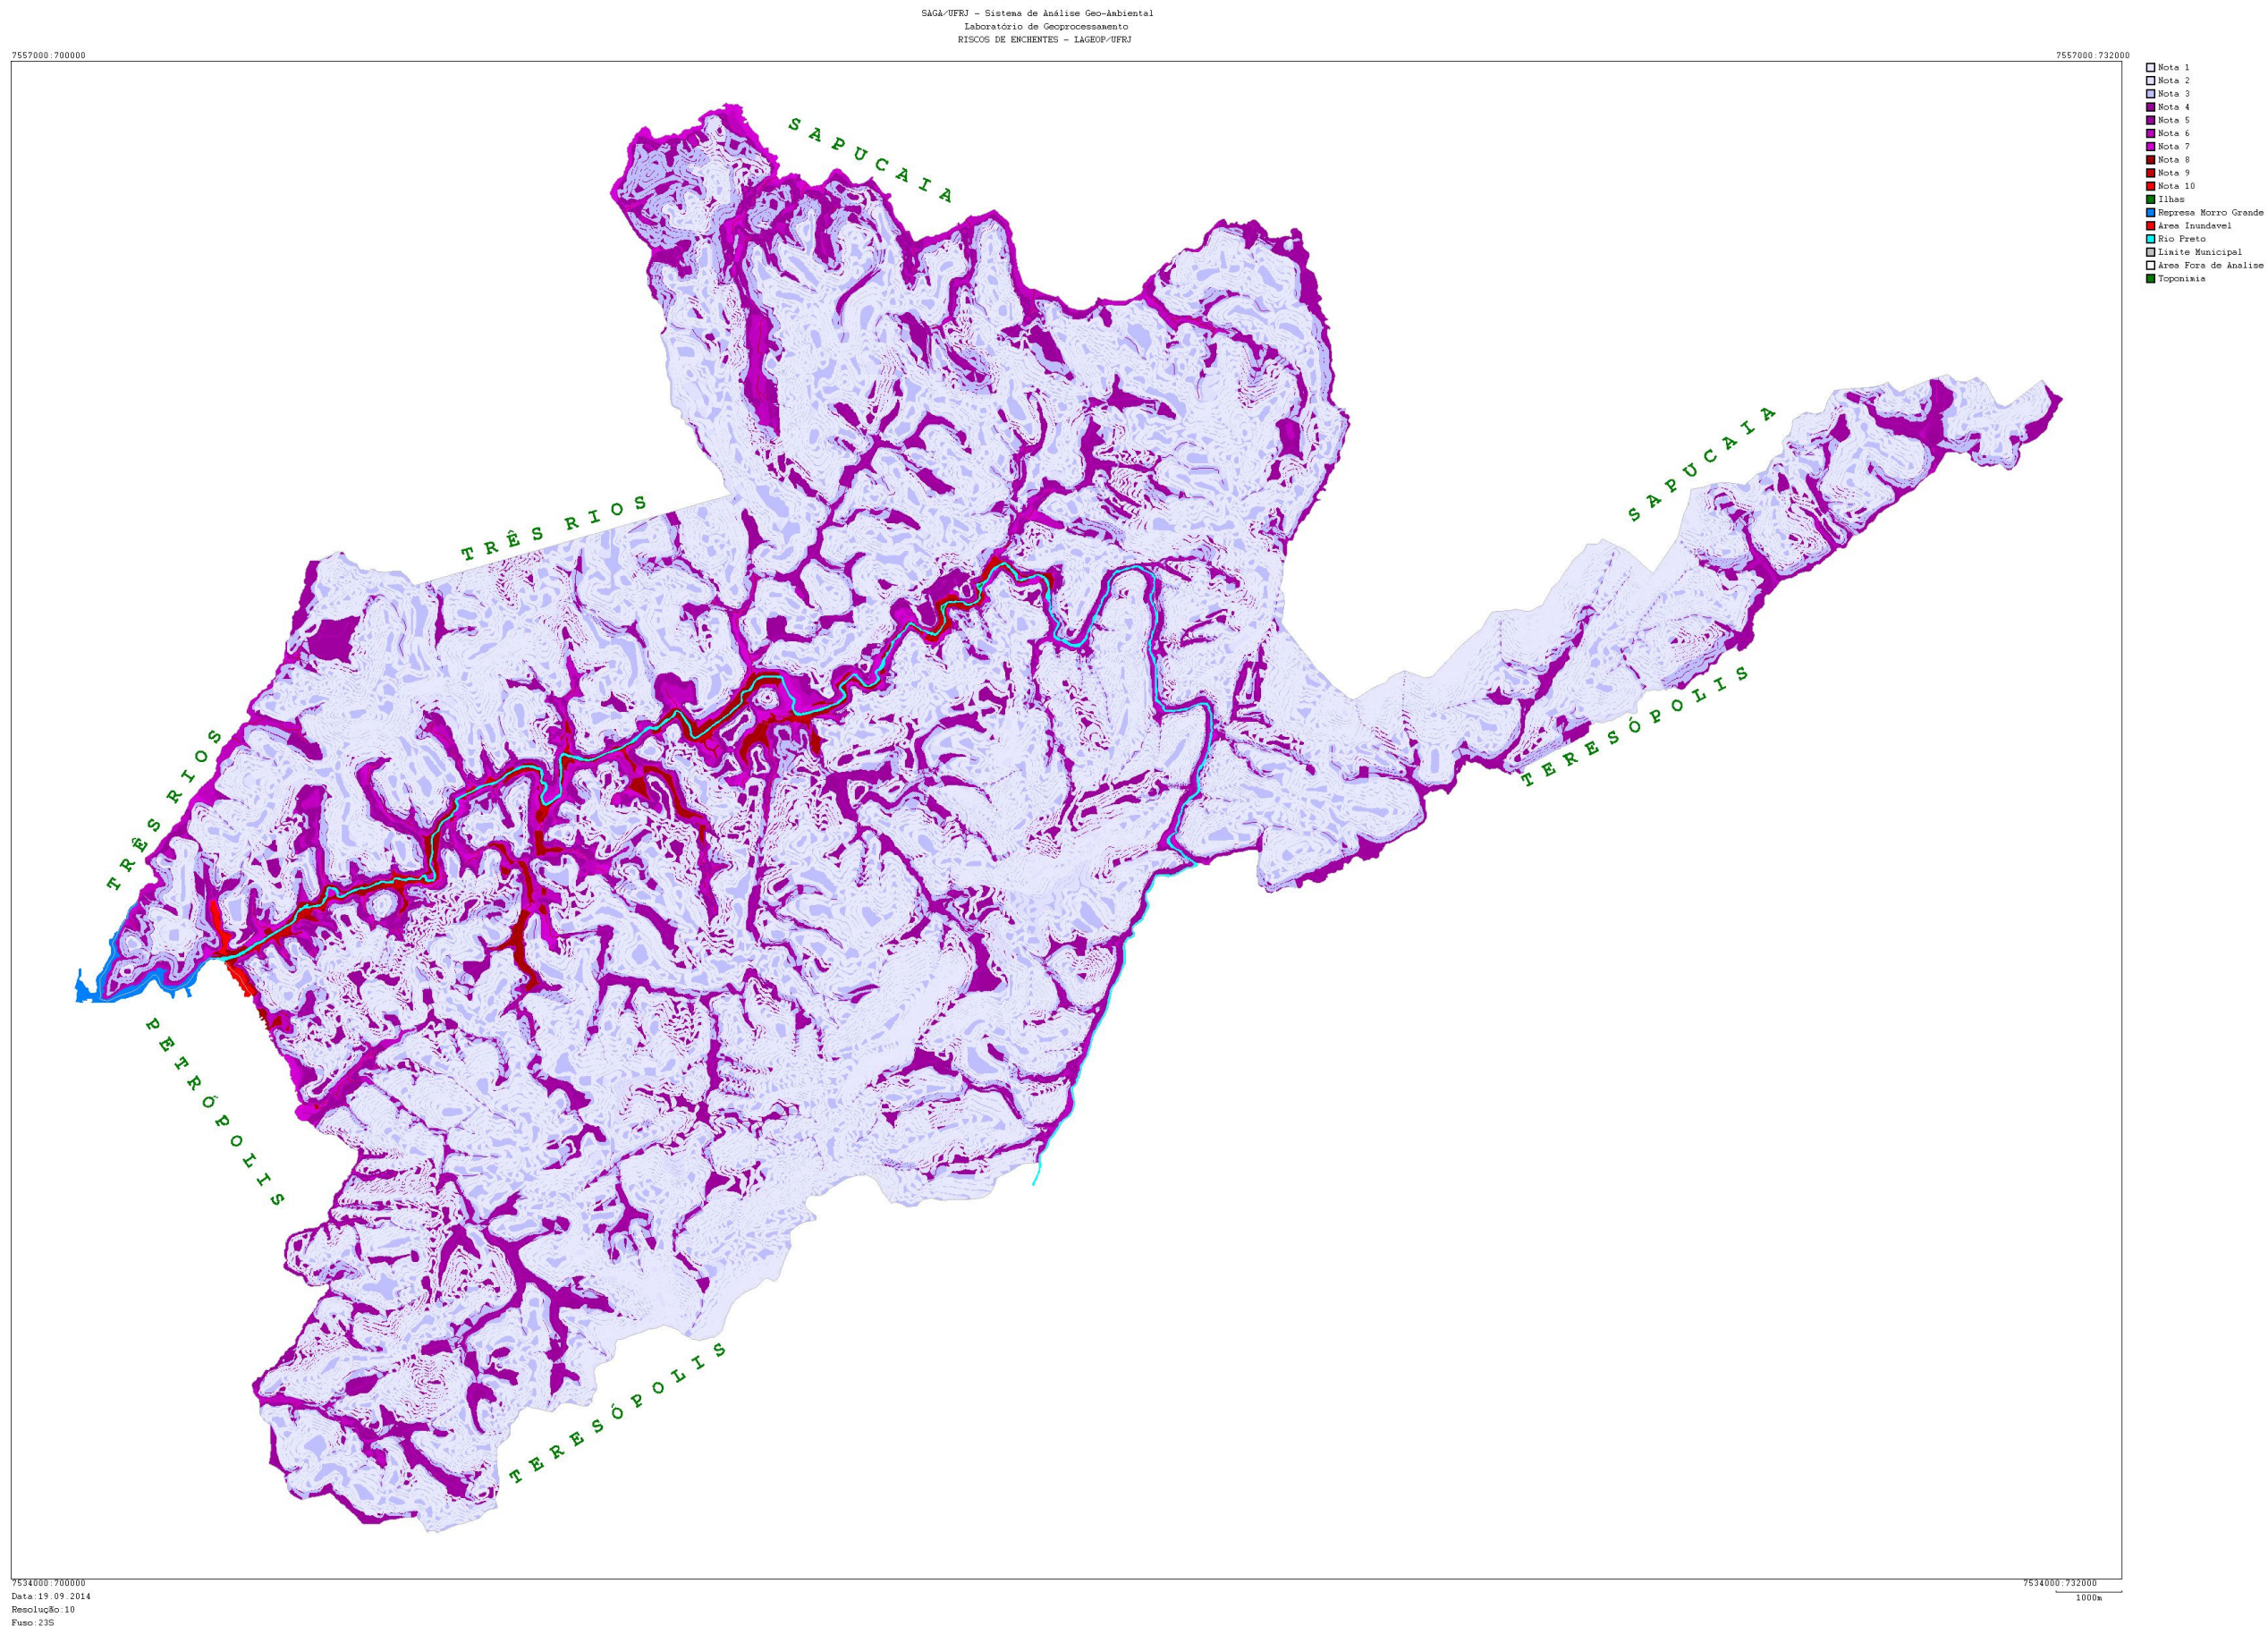 SAGA/UFRJ - Sistema de Análise Geo-Ambiental
Laboratório de Geoprocessamento
RISCOS DE ENCHENTES - LAGEOP/UFRJ
7557000:700000
7557000:732000
Nota 1
Nota 2
Nota 3
Nota 4
Nota 5
Nota 6
Nota 7
Nota 8
Nota 9
Nota 10
Ilhas
Represa Morro Grande
Area Inundavel
Rio Preto
Limite Municipal
Area Fora de Analise
Toponimia
SAPUCAIA
SAPUCAIA
TRÊS RIOS
TRÊS RIOS
TERESÓPOLIS
PETRÓPOLIS
TERESÓPOLIS
7534000:700000
7534000:732000
Data:19.09.2014
1000m
Resolução:10
Fuso:23S